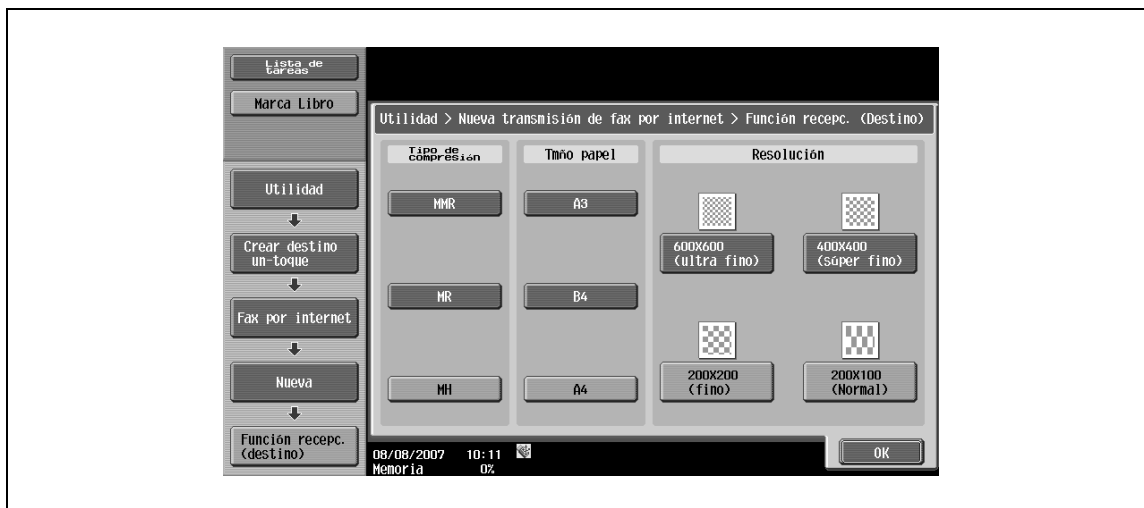 Lista de
tareas
Marca Libro
Utilidad
Crear destino
un-toque
Fax por internet
Nueva
Función recepc.
(destino)
Utilidad > Nueva transmisión de fax por internet > Función recepc. (Destino)
Tipo de
compresión
Tmño papel
Resolución
MMR
A3
600X600
(ultra fino)
400X400
(súper fino)
MR
B4
MH
A4
200X200
(fino)
200X100
(Normal)
08/08/2007 10:11
Memoria 0%
OK